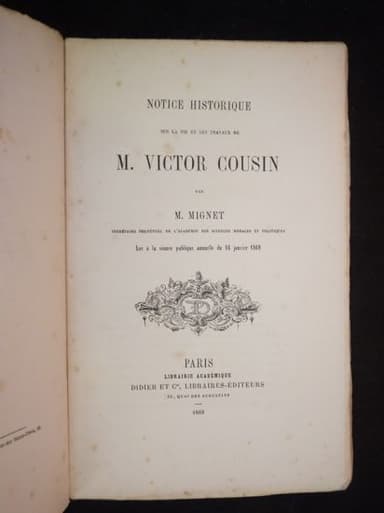 NOTICE HISTORIQUE
SUR LA VIE ET LES TRAVAUX DE
M. VICTOR COUSIN
PAR
M. MIGNET
SECRÉTAIRE PERPÉTUEL DE L'ACADÉMIE DES SCIENCES MORALES ET POLITIQUES
Lue à la séance publique annuelle du 16 janvier 1869
PARIS
LIBRAIRIE ACADÉMIQUE
DIDIER ET Cie, LIBRAIRES-ÉDITEURS
35, QUAI DES AUGUSTINS
1869